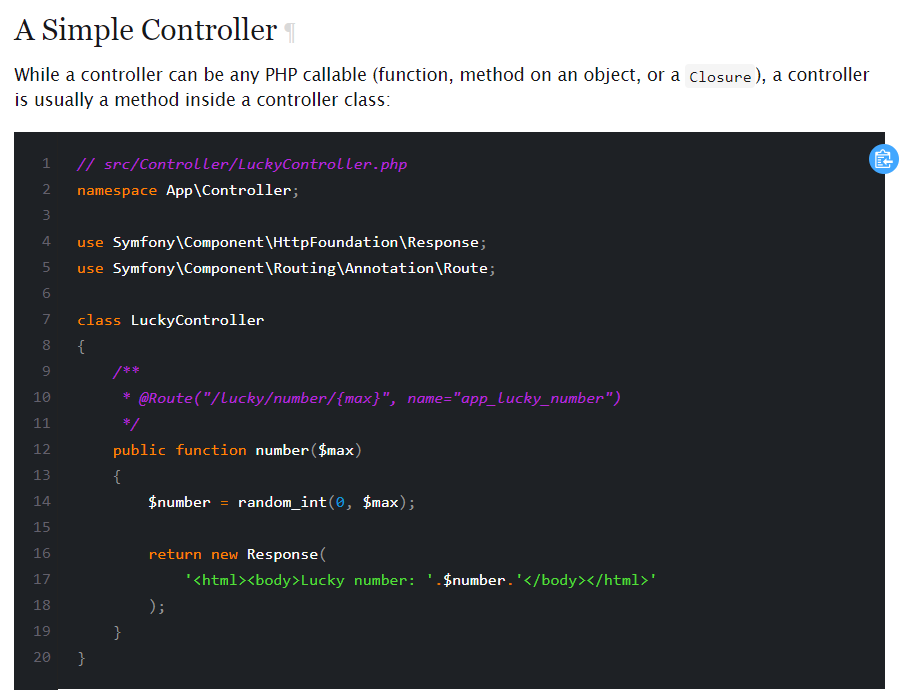 A Simple Controller ¶
While a controller can be any PHP callable (function, method on an object, or a Closure), a controller
is usually a method inside a controller class:
1 // src/Controller/LuckyController.php
2 namespace App\Controller;
3
4 use Symfony\Component\HttpFoundation\Response;
5 use Symfony\Component\Routing\Annotation\Route;
6
7 class LuckyController
8 {
9     /**
10      * @Route("/lucky/number/{max}", name="app_lucky_number")
11      */
12     public function number($max)
13     {
14         $number = random_int(0, $max);
15
16         return new Response(
17             '<html><body>Lucky number: '.$number.'</body></html>'
18         );
19     }
20 }